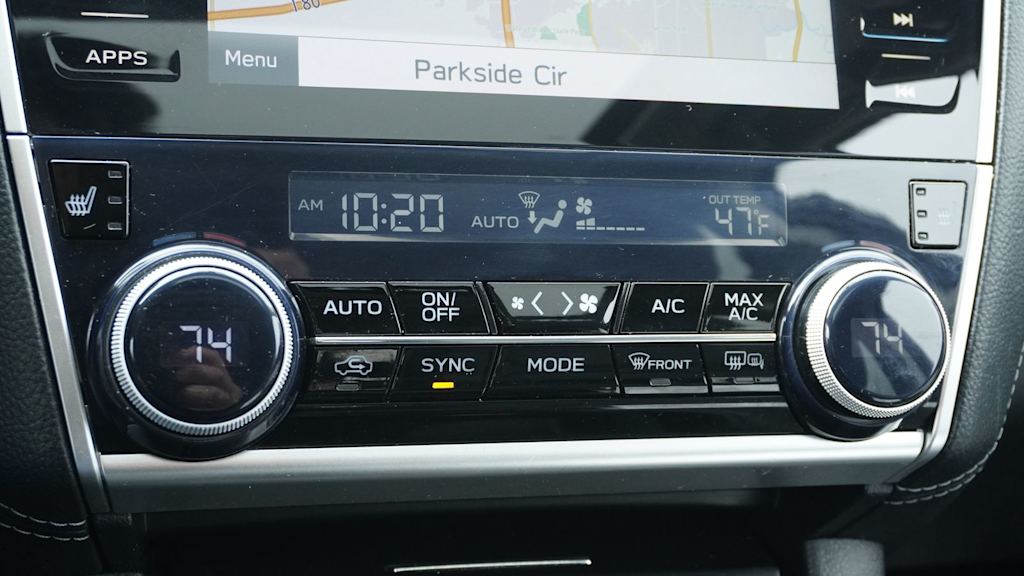 I 80
APPS
Menu
Parkside Cir
AM 10:20
AUTO
OUT TEMP
47°F
74
AUTO
ON/
OFF
A/C
MAX
A/C
74
SYNC
MODE
FRONT